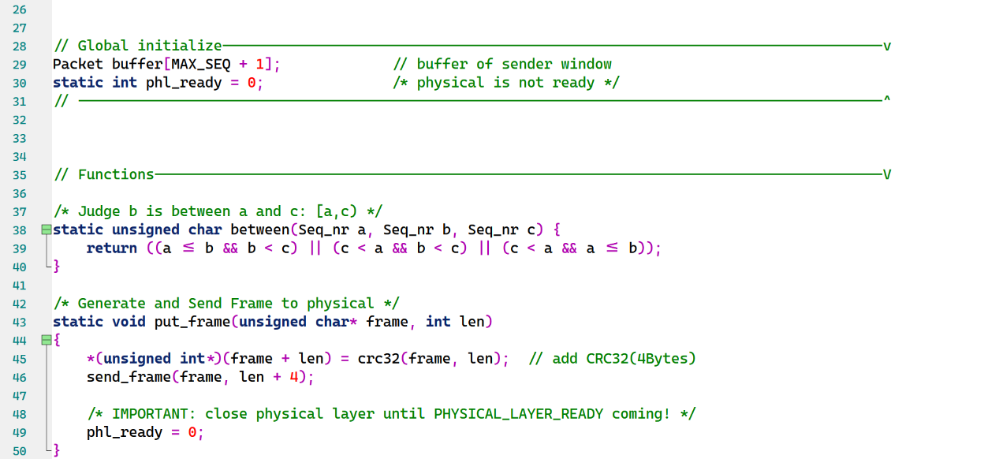 26
27
28 // Global initialize——————————————————————————————v
29 Packet buffer[MAX_SEQ + 1]; // buffer of sender window
30 static int phl_ready = 0; /* physical is not ready */
31 // ——————————————————————————————^
32
33
34
35 // Functions——————————————————————————————V
36
37 /* Judge b is between a and c: [a,c) */
38 static unsigned char between(Seq_nr a, Seq_nr b, Seq_nr c) {
39 return ((a ≤ b && b < c) || (c < a && b < c) || (c < a && a ≤ b));
40 }
41
42 /* Generate and Send Frame to physical */
43 static void put_frame(unsigned char* frame, int len)
44 {
45 *(unsigned int*)(frame + len) = crc32(frame, len); // add CRC32(4Bytes)
46 send_frame(frame, len + 4);
47
48 /* IMPORTANT: close physical layer until PHYSICAL_LAYER_READY coming! */
49 phl_ready = 0;
50 }